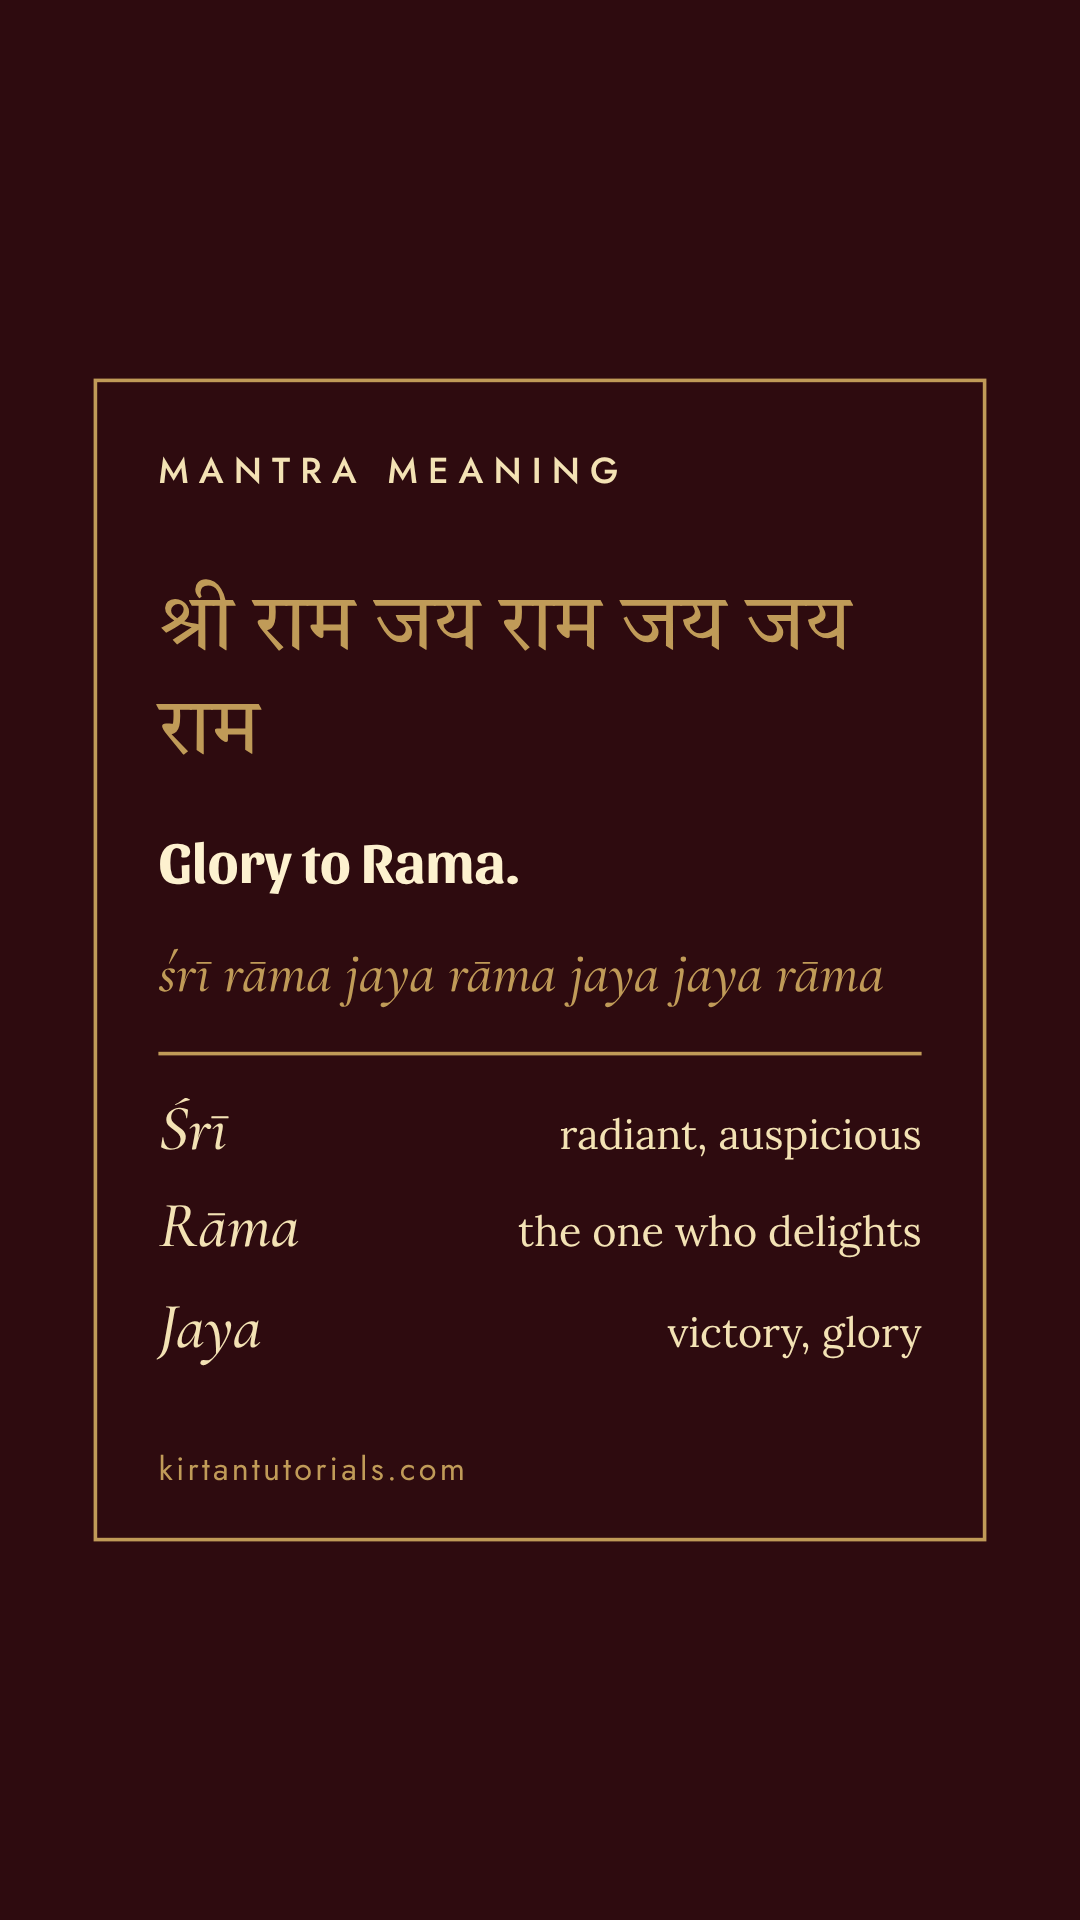 MANTRA MEANING
श्री राम जय राम जय जय
राम
Glory to Rama.
śrī rāma jaya rāma jaya jaya rāma
Śrī radiant, auspicious
Rāma the one who delights
Jaya victory, glory
kirtantutorials.com